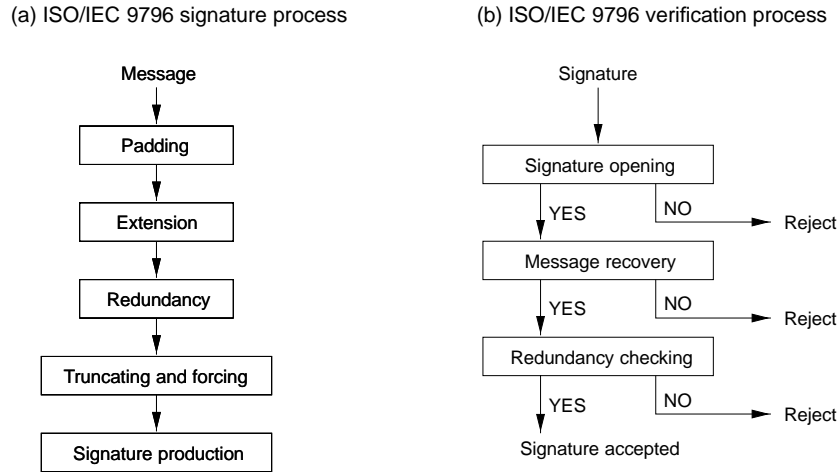 (a) ISO/IEC 9796 signature process
Message
Padding
Extension
Redundancy
Truncating and forcing
Signature production
(b) ISO/IEC 9796 verification process
Signature
Signature opening
YES
NO
Reject
Message recovery
YES
NO
Reject
Redundancy checking
YES
NO
Reject
Signature accepted